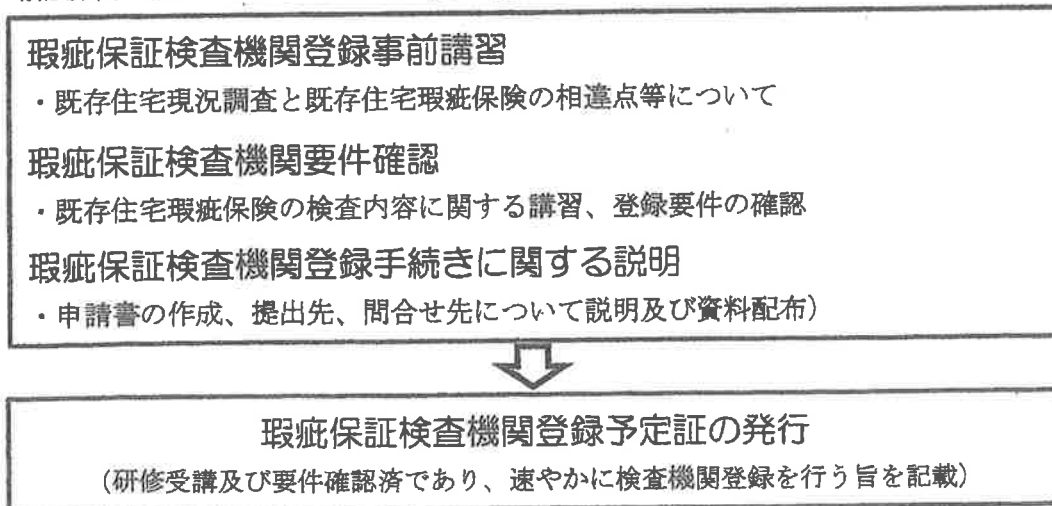 瑕疵保証検査機関登録事前講習
・既存住宅現況調査と既存住宅瑕疵保険の相違点等について
瑕疵保証検査機関要件確認
・既存住宅瑕疵保険の検査内容に関する講習、登録要件の確認
瑕疵保証検査機関登録手続きに関する説明
・申請書の作成、提出先、問合せ先について説明及び資料配布）
瑕疵保証検査機関登録予定証の発行
（研修受講及び要件確認済であり、速やかに検査機関登録を行う旨を記載）